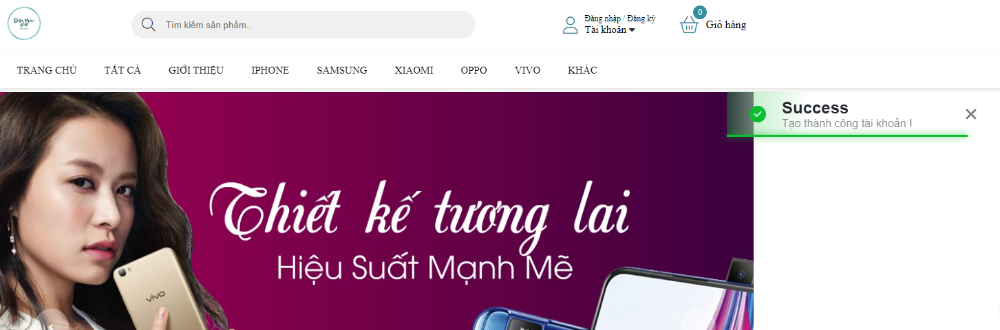 Điện thoại
Việt
Tìm kiếm sản phẩm..
Đăng nhập / Đăng ký
Tài khoản
0
Giỏ hàng
TRANG CHỦ TẤT CẢ GIỚI THIỆU IPHONE SAMSUNG XIAOMI OPPO VIVO KHÁC
Success
Tạo thành công tài khoản !
Thiết kế tương lai
Hiệu Suất Mạnh Mẽ
vivo